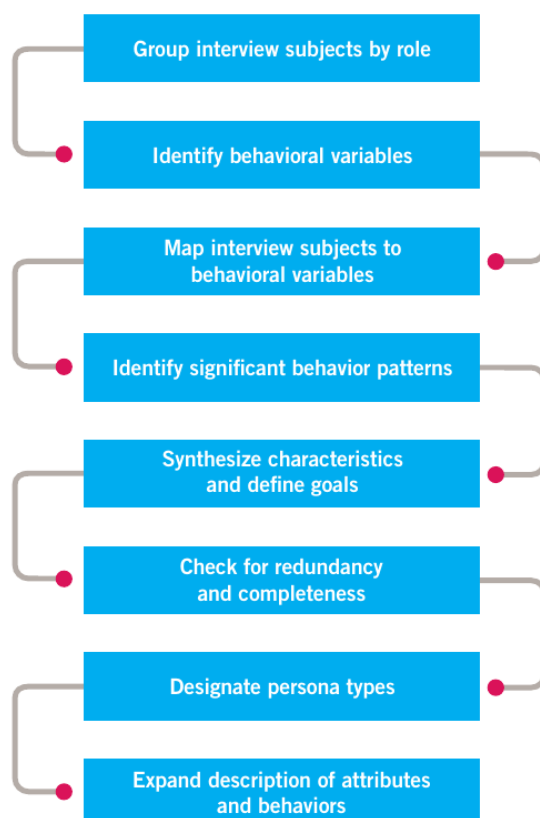 Group interview subjects by role
Identify behavioral variables
Map interview subjects to
behavioral variables
Identify significant behavior patterns
Synthesize characteristics
and define goals
Check for redundancy
and completeness
Designate persona types
Expand description of attributes
and behaviors